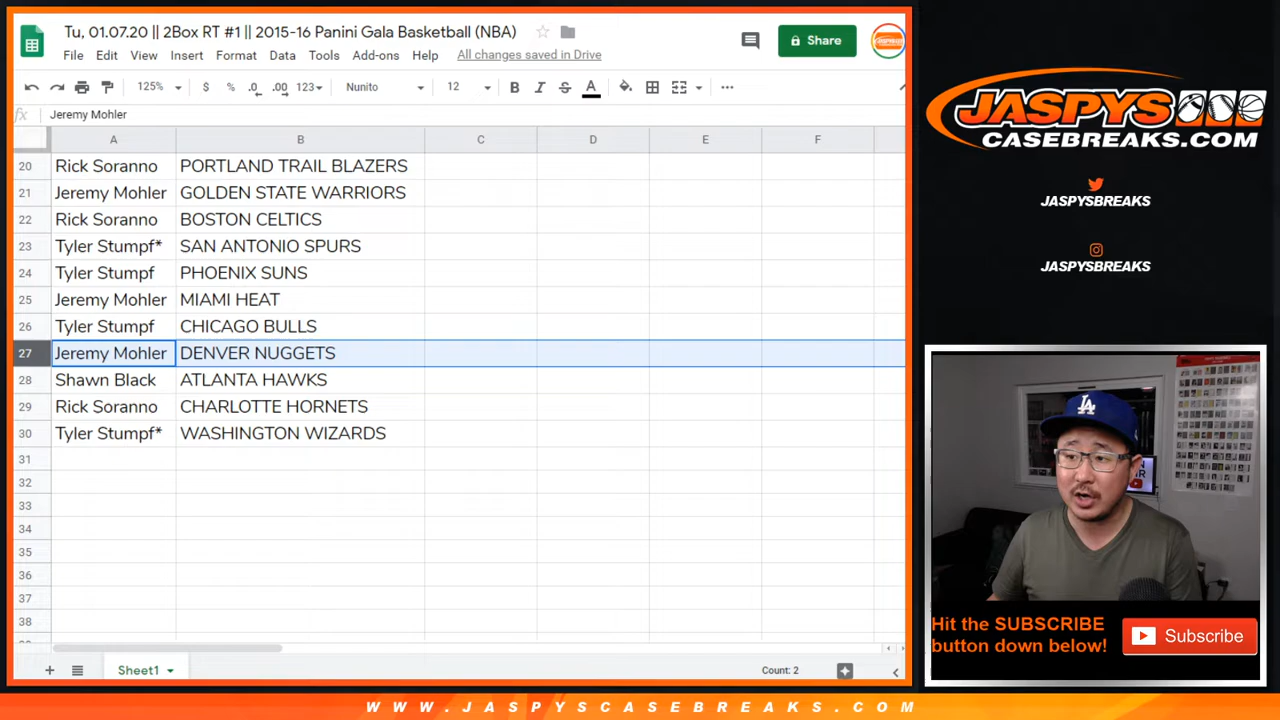 Tu, 01.07.20 || 2Box RT #1 || 2015-16 Panini Gala Basketball (NBA)
File Edit View Insert Format Data Tools Add-ons Help All changes saved in Drive
Share
125% $ % .0 .00 123 Nunito 12 B I S A
fx Jeremy Mohler
A B C D E F
20 Rick Soranno PORTLAND TRAIL BLAZERS
21 Jeremy Mohler GOLDEN STATE WARRIORS
22 Rick Soranno BOSTON CELTICS
23 Tyler Stumpf* SAN ANTONIO SPURS
24 Tyler Stumpf PHOENIX SUNS
25 Jeremy Mohler MIAMI HEAT
26 Tyler Stumpf CHICAGO BULLS
27 Jeremy Mohler DENVER NUGGETS
28 Shawn Black ATLANTA HAWKS
29 Rick Soranno CHARLOTTE HORNETS
30 Tyler Stumpf* WASHINGTON WIZARDS
31
32
33
34
35
36
37
38
Sheet1
Count: 2
JASPYS
CASEBREAKS.COM
JASPYSBREAKS
JASPYSBREAKS
LA
Hit the SUBSCRIBE
button down below!
Subscribe
WWW.JASPYSCASEBREAKS.COM